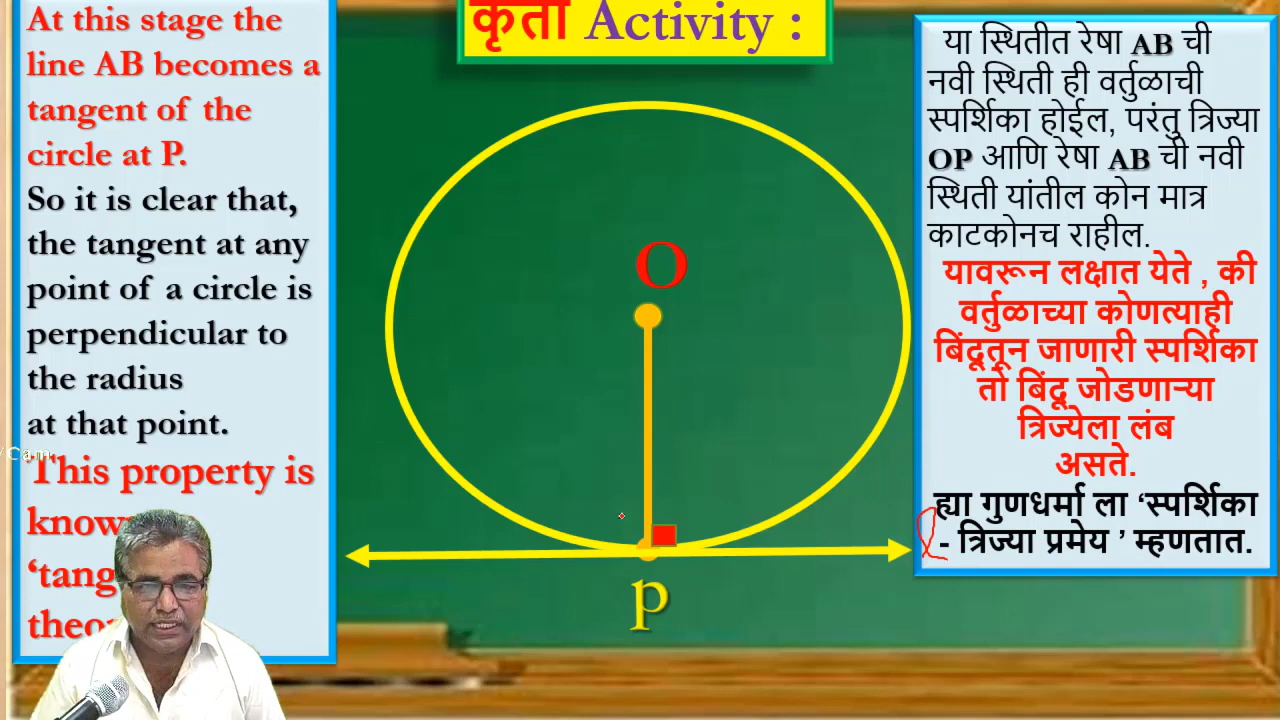 At this stage the
line AB becomes a
tangent of the
circle at P.
So it is clear that,
the tangent at any
point of a circle is
perpendicular to
the radius
at that point.
This property is
कृती Activity :
O
p
l
या स्थितीत रेषा AB ची
नवी स्थिती ही वर्तुळाची
स्पर्शिका होईल, परंतु त्रिज्या
OP आणि रेषा AB ची नवी
स्थिती यांतील कोन मात्र
काटकोनच राहील.
यावरून लक्षात येते , की
वर्तुळाच्या कोणत्याही
बिंदूतून जाणारी स्पर्शिका
तो बिंदू जोडणाऱ्या
त्रिज्येला लंब
असते.
ह्या गुणधर्मा ला ‘स्पर्शिका
- त्रिज्या प्रमेय ’ म्हणतात.